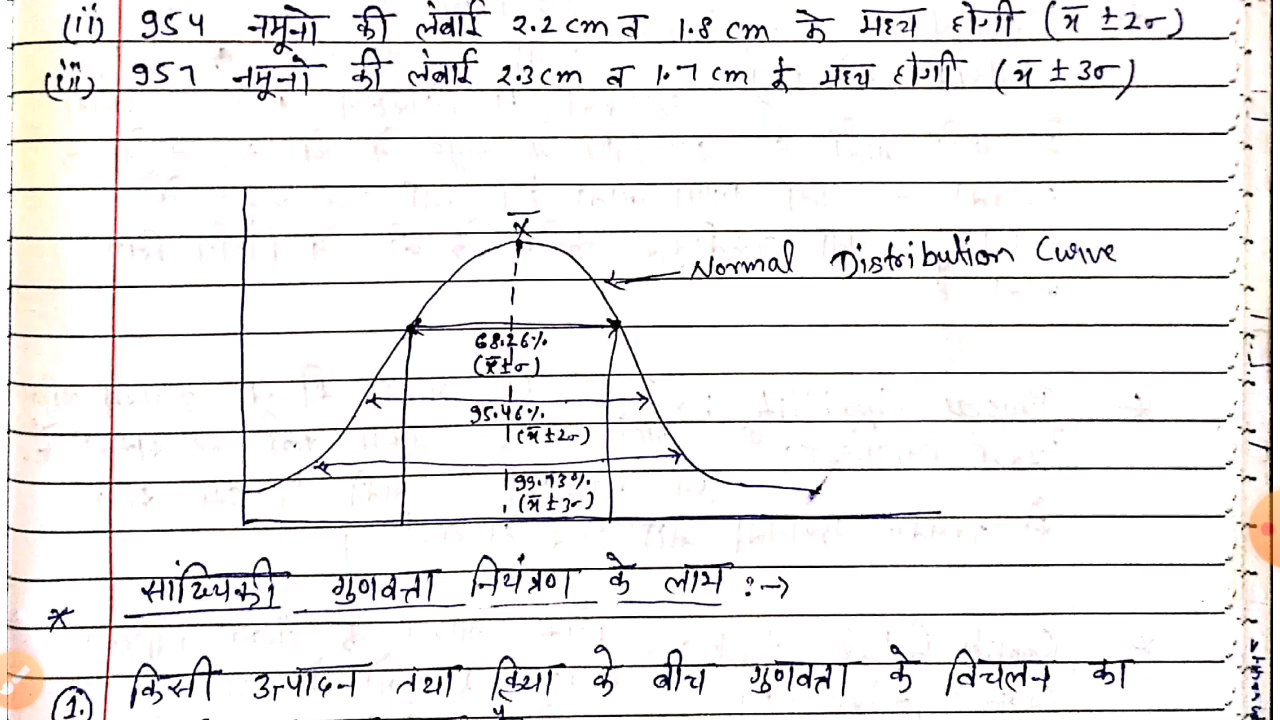 (ii) 954 नमूनो की लंबाई 2.2 cm व 1.8 cm के मध्य होगी (x̄ ± 2σ)
(iii) 957 नमूनो की लंबाई 2.3 cm व 1.7 cm के मध्य होगी (x̄ ± 3σ)
X̄
Normal Distribution Curve
68.26%
(x̄ ± σ)
95.46%
(x̄ ± 2σ)
99.73%
(x̄ ± 3σ)
* सांख्यिकी गुणवत्ता नियंत्रण के लाभ :→
(1.) किसी उत्पादन तथा क्रिया के बीच गुणवत्ता के विचलन का